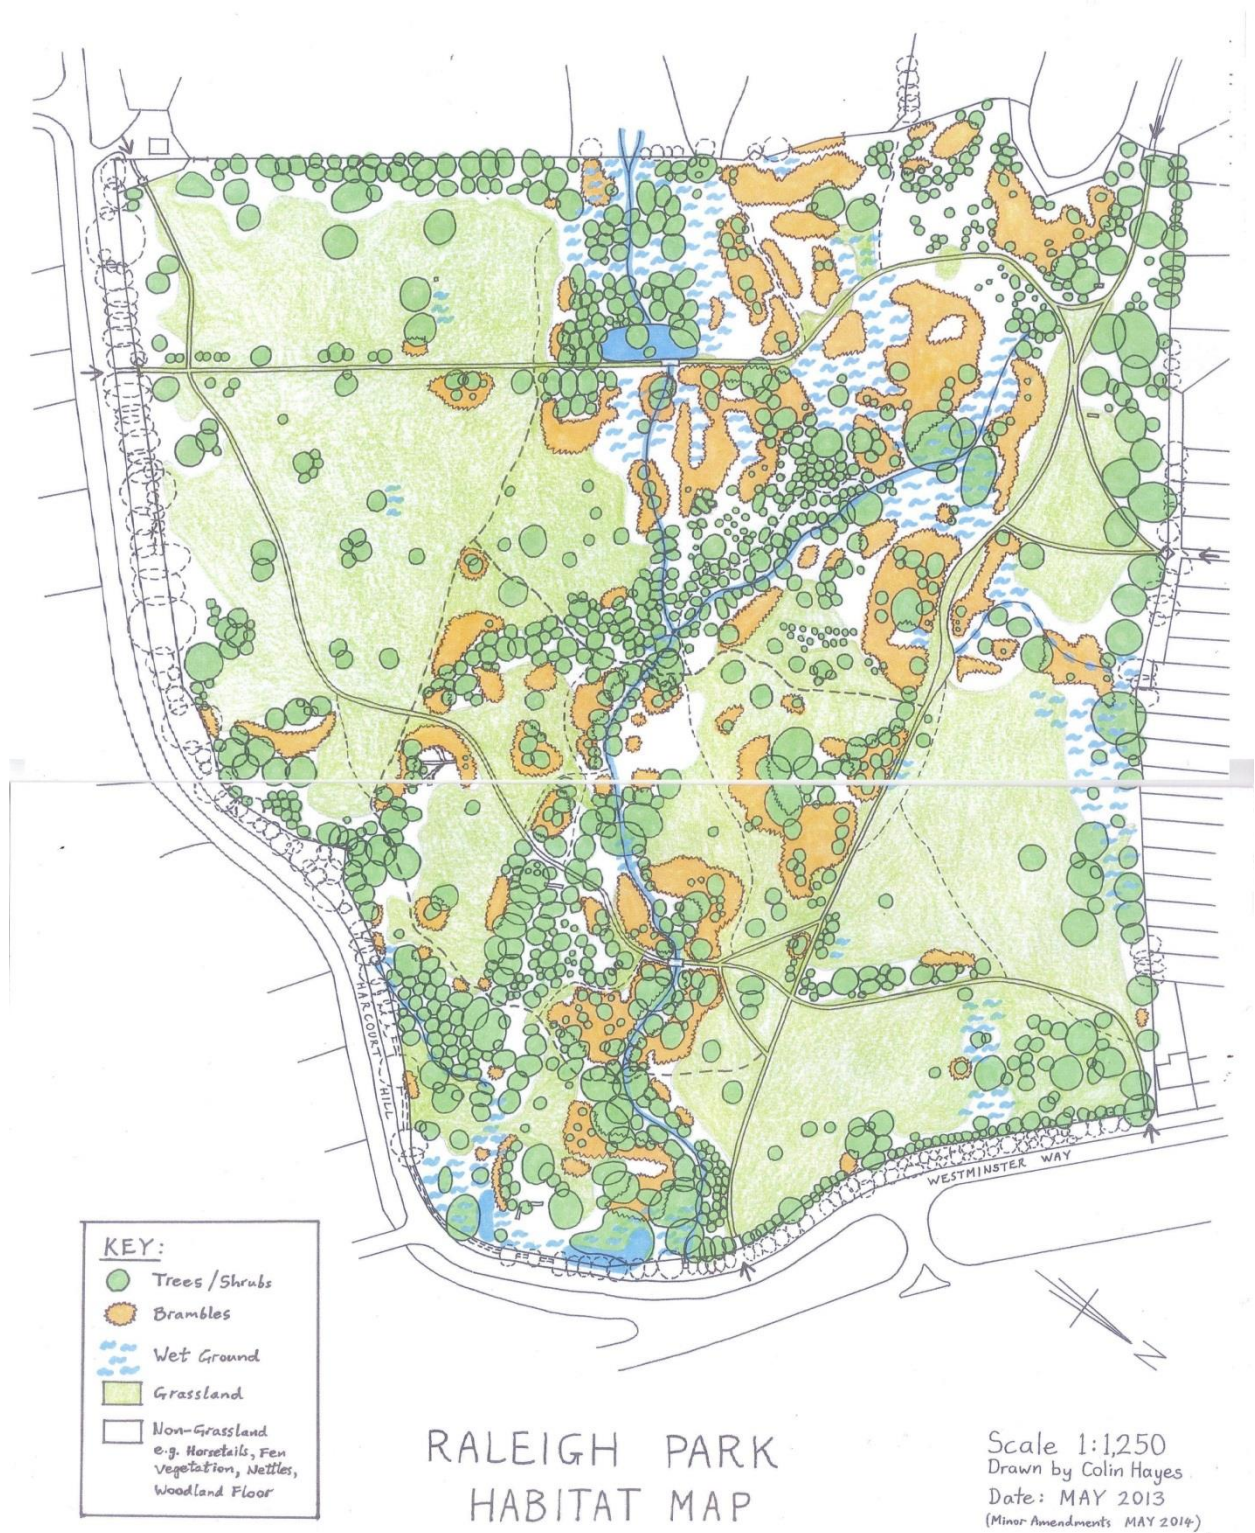 HARCOURT HILL
WESTMINSTER WAY
KEY:
Trees/Shrubs
Brambles
Wet Ground
Grassland
Non-Grassland
e.g. Horsetails, Fen
Vegetation, Nettles,
Woodland Floor
N
RALEIGH PARK
HABITAT MAP
Scale 1:1,250
Drawn by Colin Hayes
Date: MAY 2013
(Minor Amendments MAY 2014)